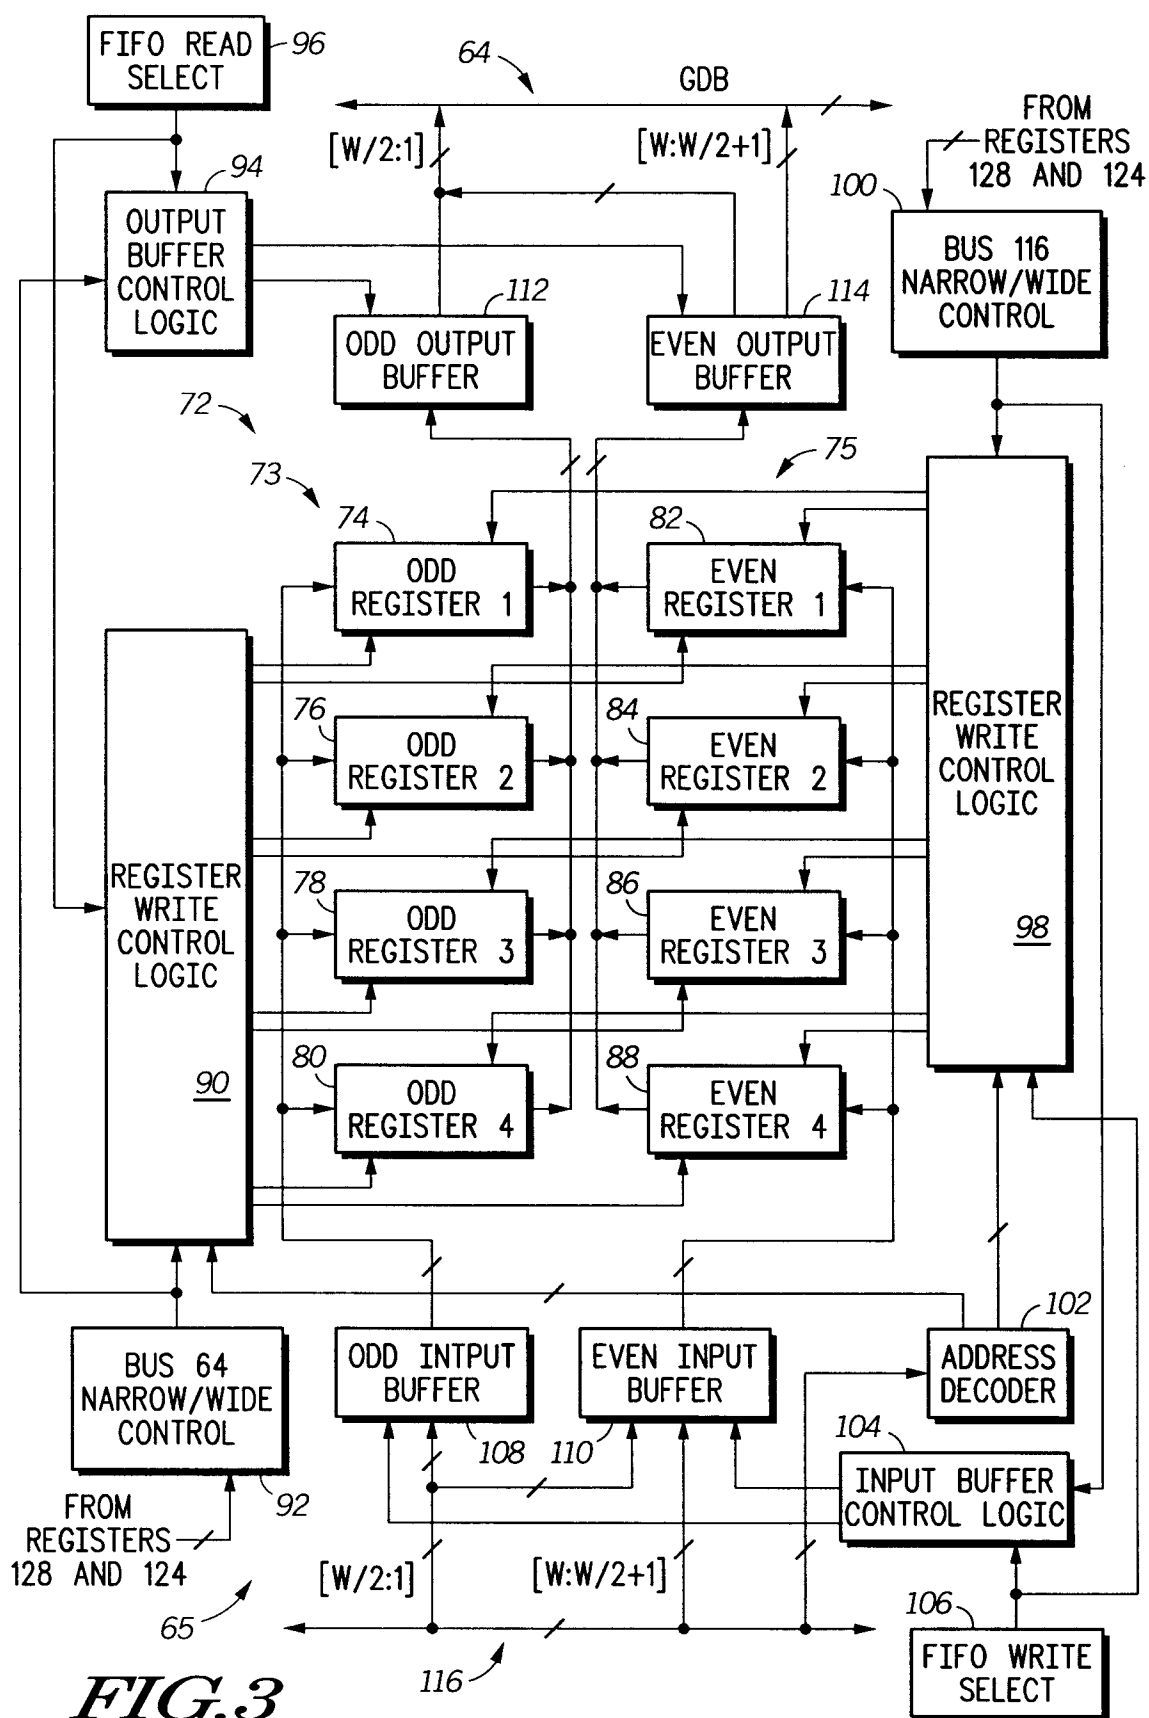 FIFO READ
SELECT
96
64
GDB
FROM
REGISTERS
128 AND 124
[W/2:1]
[W:W/2+1]
94
100
OUTPUT
BUFFER
CONTROL
LOGIC
BUS 116
NARROW/WIDE
CONTROL
112
114
ODD OUTPUT
BUFFER
EVEN OUTPUT
BUFFER
72
73
75
74
82
ODD
REGISTER 1
EVEN
REGISTER 1
76
84
ODD
REGISTER 2
EVEN
REGISTER 2
REGISTER
WRITE
CONTROL
LOGIC
98
REGISTER
WRITE
CONTROL
LOGIC
90
78
86
ODD
REGISTER 3
EVEN
REGISTER 3
80
88
ODD
REGISTER 4
EVEN
REGISTER 4
102
BUS 64
NARROW/WIDE
CONTROL
ODD INTPUT
BUFFER
EVEN INPUT
BUFFER
ADDRESS
DECODER
92
108
110
104
INPUT BUFFER
CONTROL LOGIC
FROM
REGISTERS
128 AND 124
[W/2:1]
[W:W/2+1]
65
116
106
FIFO WRITE
SELECT
FIG.3